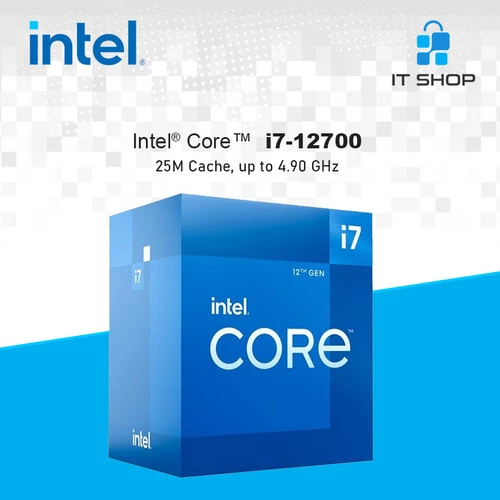 intel®
IT SHOP
Intel® Core™ i7-12700
25M Cache, up to 4.90 GHz
i7
i7
12TH GEN
intel.
CORE™
intel.